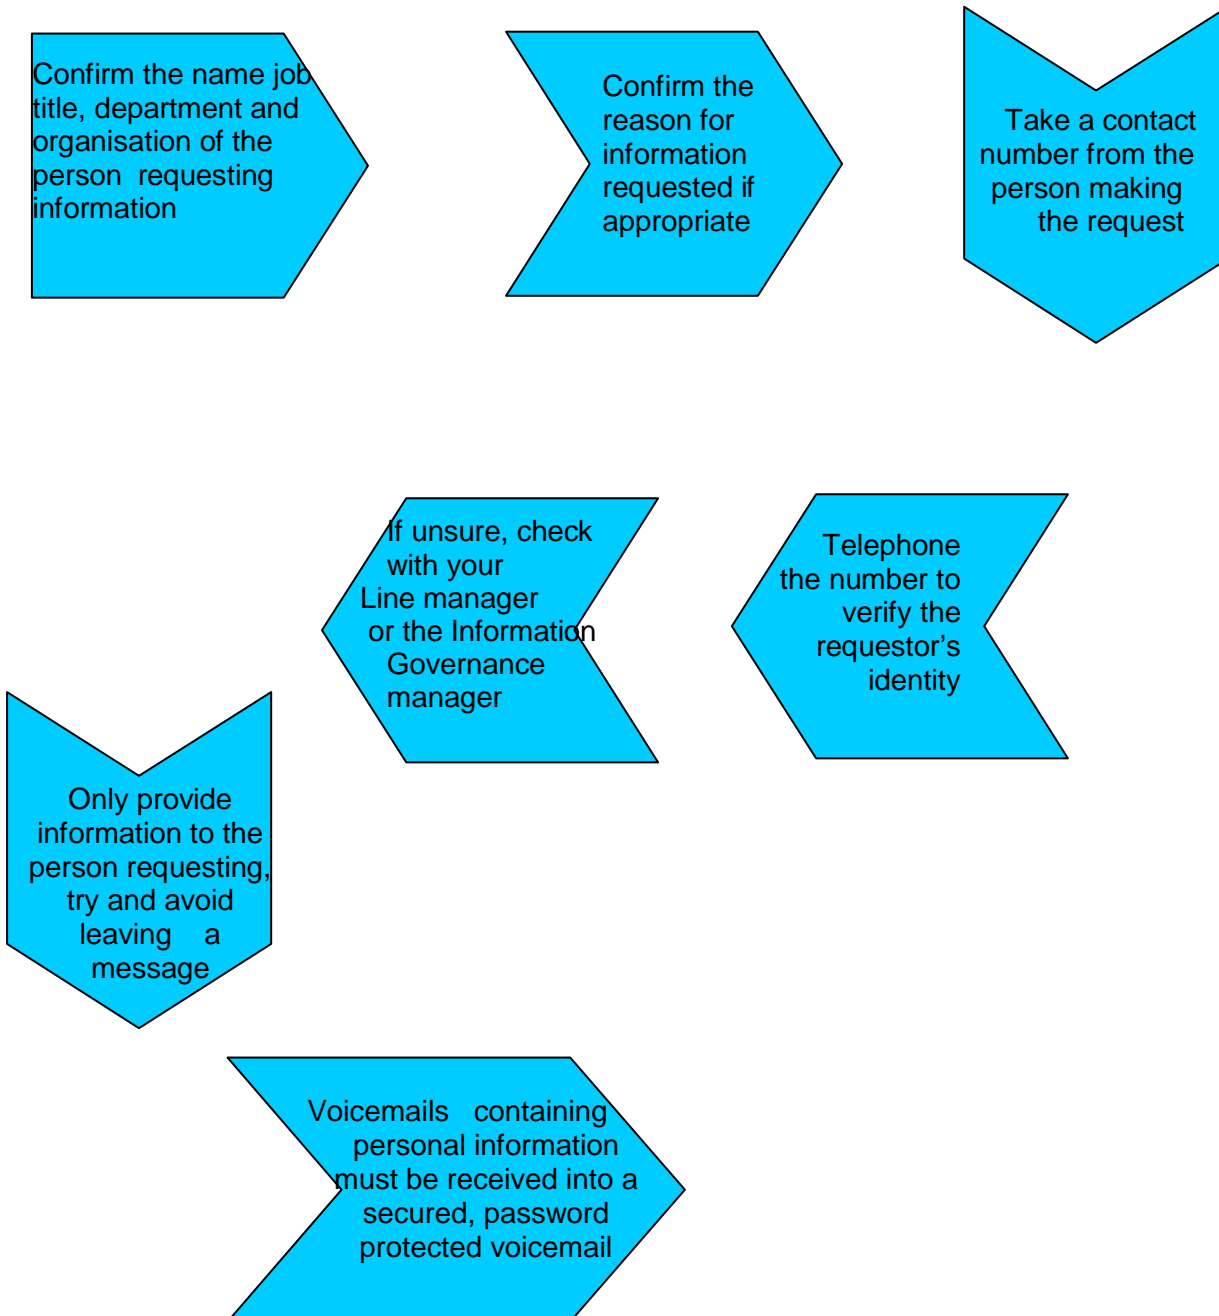 Confirm the name job
title, department and
organisation of the
person requesting
information
Confirm the
reason for
information
requested if
appropriate
Take a contact
number from the
person making
the request
Telephone
the number to
verify the
requestor’s
identity
If unsure, check
with your
Line manager
or the Information
Governance
manager
Only provide
information to the
person requesting,
try and avoid
leaving a
message
Voicemails containing
personal information
must be received into a
secured, password
protected voicemail